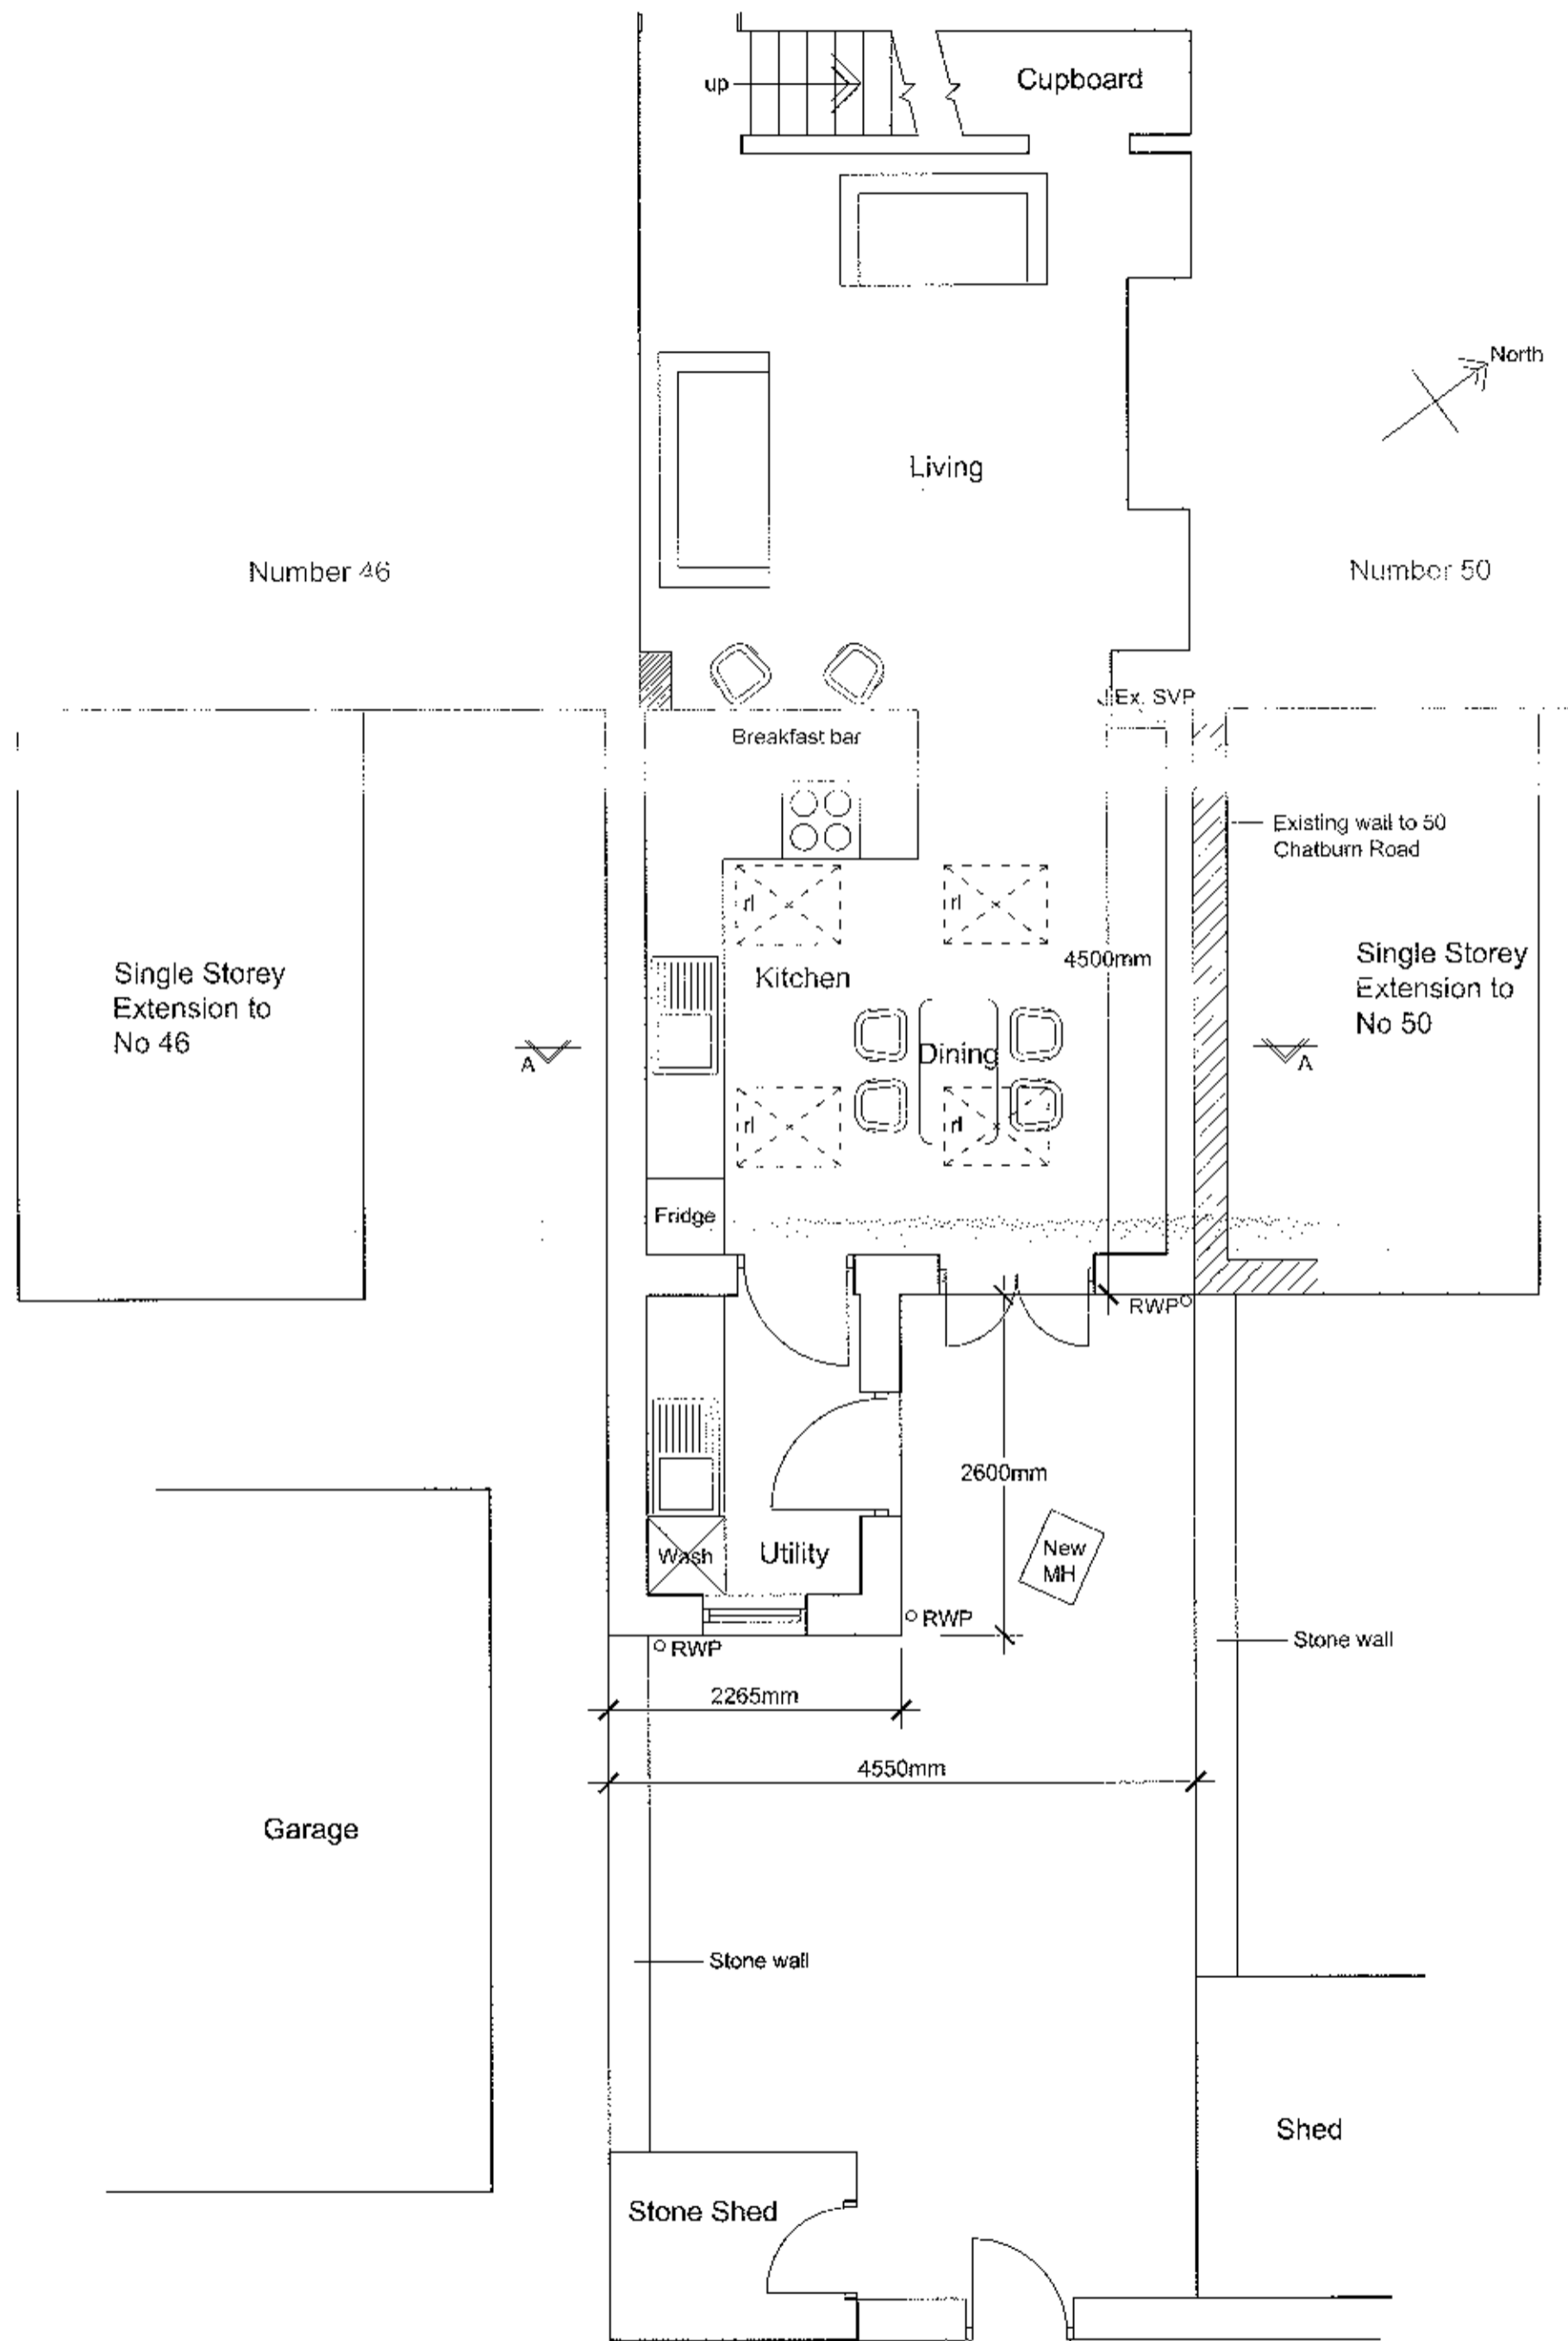 up
Cupboard
North
Living
Number 46
Number 50
Ex. SVP
Breakfast bar
Existing wall to 50
Chatburn Road
rl
rl
4500mm
Single Storey
Extension to
No 46
Kitchen
Single Storey
Extension to
No 50
A
Dining
A
rl
rl
Fridge
RWP
2600mm
New
MH
Wash
Utility
RWP
RWP
Stone wall
2265mm
4550mm
Garage
Stone wall
Shed
Stone Shed